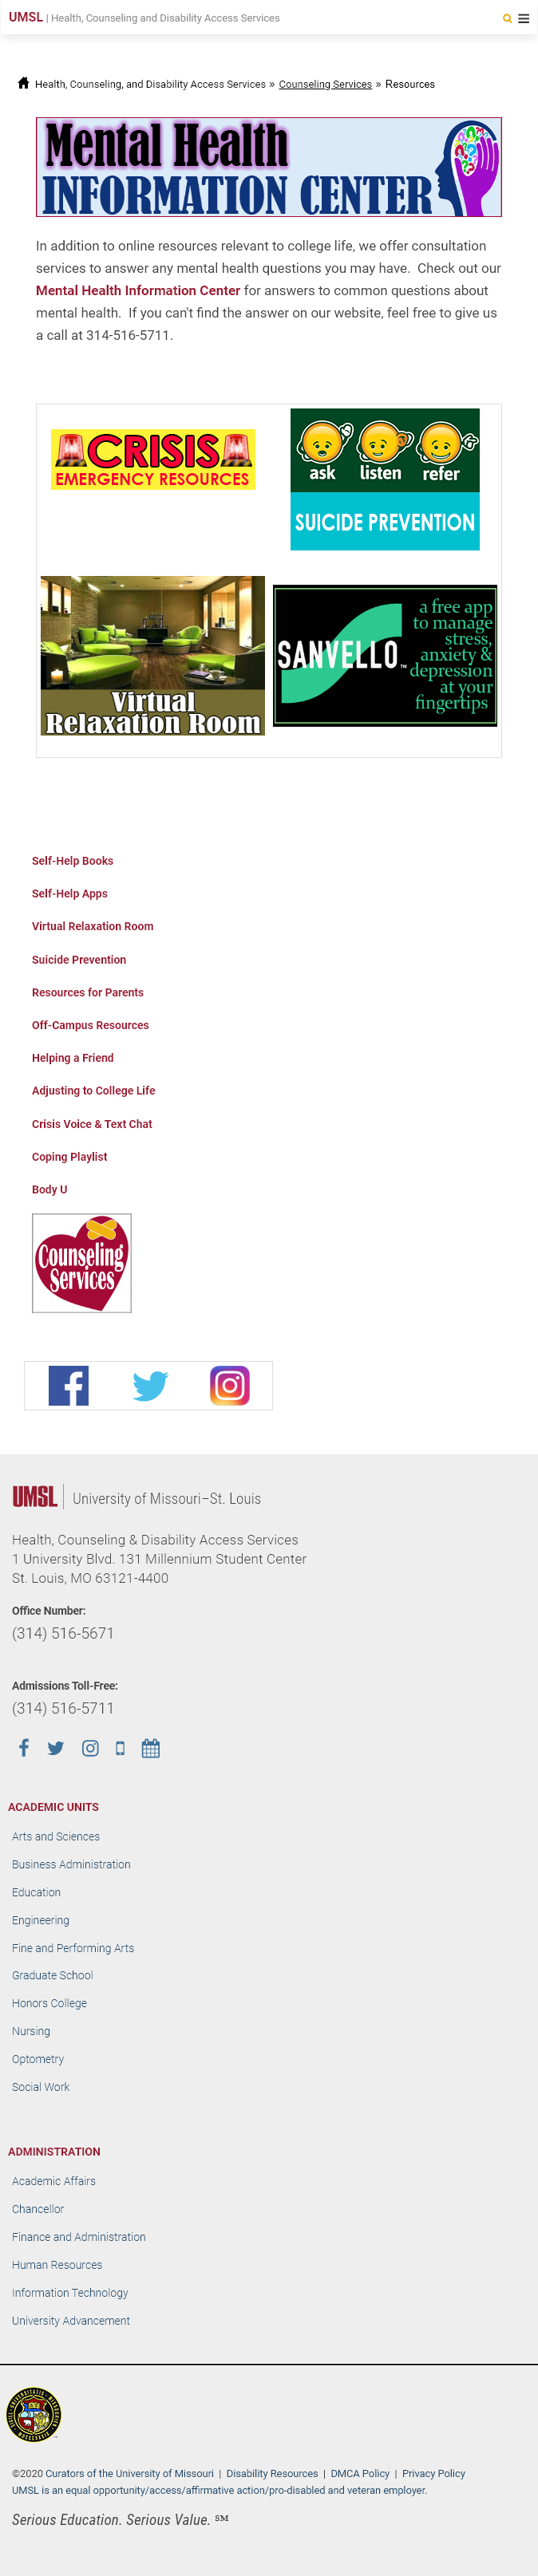 UMSL | Health, Counseling and Disability Access Services
Health, Counseling, and Disability Access Services » Counseling Services » Resources
Mental Health
INFORMATION CENTER
In addition to online resources relevant to college life, we offer consultation
services to answer any mental health questions you may have. Check out our
Mental Health Information Center for answers to common questions about
mental health. If you can't find the answer on our website, feel free to give us
a call at 314-516-5711.
CRISIS
EMERGENCY RESOURCES
ask listen refer
SUICIDE PREVENTION
Virtual
Relaxation Room
SANVELLO™
a free app
to manage
stress,
anxiety &
depression
at your
fingertips
Self-Help Books
Self-Help Apps
Virtual Relaxation Room
Suicide Prevention
Resources for Parents
Off-Campus Resources
Helping a Friend
Adjusting to College Life
Crisis Voice & Text Chat
Coping Playlist
Body U
Counseling
Services
UMSL | University of Missouri–St. Louis
Health, Counseling & Disability Access Services
1 University Blvd. 131 Millennium Student Center
St. Louis, MO 63121-4400
Office Number:
(314) 516-5671
Admissions Toll-Free:
(314) 516-5711
ACADEMIC UNITS
Arts and Sciences
Business Administration
Education
Engineering
Fine and Performing Arts
Graduate School
Honors College
Nursing
Optometry
Social Work
ADMINISTRATION
Academic Affairs
Chancellor
Finance and Administration
Human Resources
Information Technology
University Advancement
©2020 Curators of the University of Missouri | Disability Resources | DMCA Policy | Privacy Policy
UMSL is an equal opportunity/access/affirmative action/pro-disabled and veteran employer.
Serious Education. Serious Value. ℠